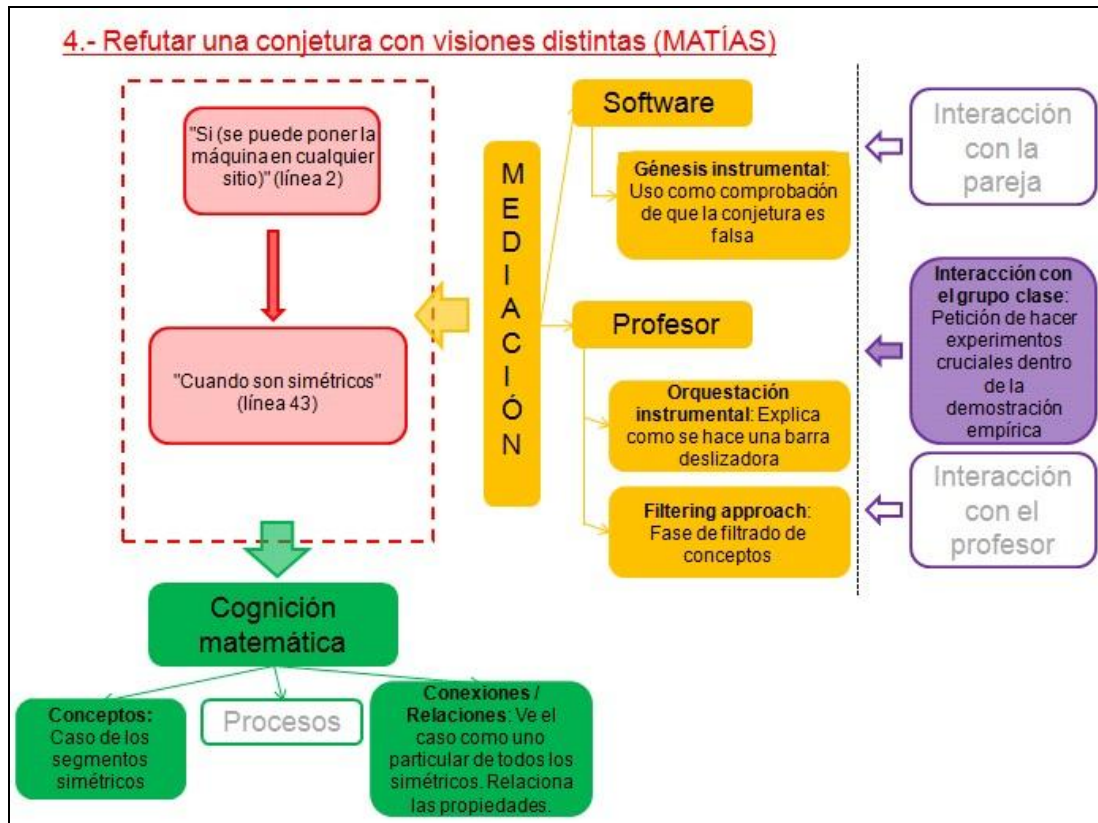 4.- Refutar una conjetura con visiones distintas (MATÍAS)
"Si (se puede poner la
máquina en cualquier
sitio)" (línea 2)
"Cuando son simétricos"
(línea 43)
MEDIACIÓN
Software
Génesis instrumental:
Uso como comprobación
de que la conjetura es
falsa
Profesor
Orquestación
instrumental: Explica
como se hace una barra
deslizadora
Filtering approach:
Fase de filtrado de
conceptos
Interacción
con la
pareja
Interacción con
el grupo clase:
Petición de hacer
experimentos
cruciales dentro
de la
demostración
empírica
Interacción
con el
profesor
Cognición
matemática
Conceptos:
Caso de los
segmentos
simétricos
Procesos
Conexiones /
Relaciones: Ve el
caso como uno
particular de todos los
simétricos. Relaciona
las propiedades.